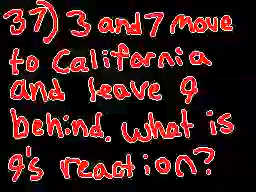 37) 3 and 7 move
to California
and leave 9
behind. What is
9's reaction?